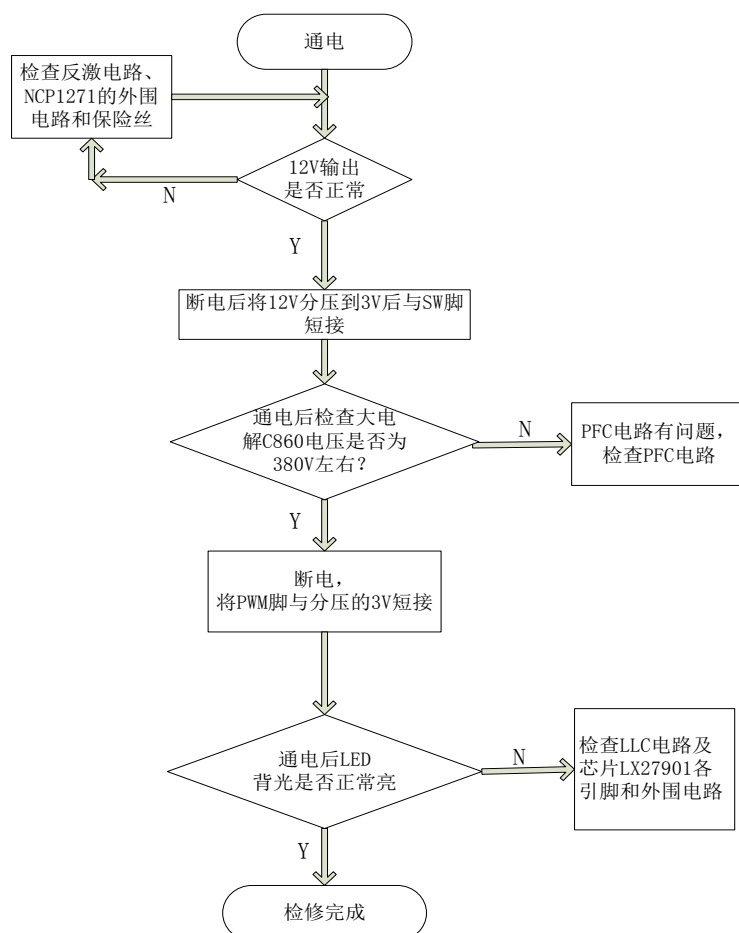 通电
检查反激电路、
NCP1271的外围
电路和保险丝
12V输出
是否正常
N
Y
断电后将12V分压到3V后与SW脚
短接
通电后检查大电
解C860电压是否为
380V左右?
N
PFC电路有问题,
检查PFC电路
Y
断电,
将PWM脚与分压的3V短接
通电后LED
背光是否正常亮
N
检查LLC电路及
芯片LX27901各
引脚和外围电路
Y
检修完成